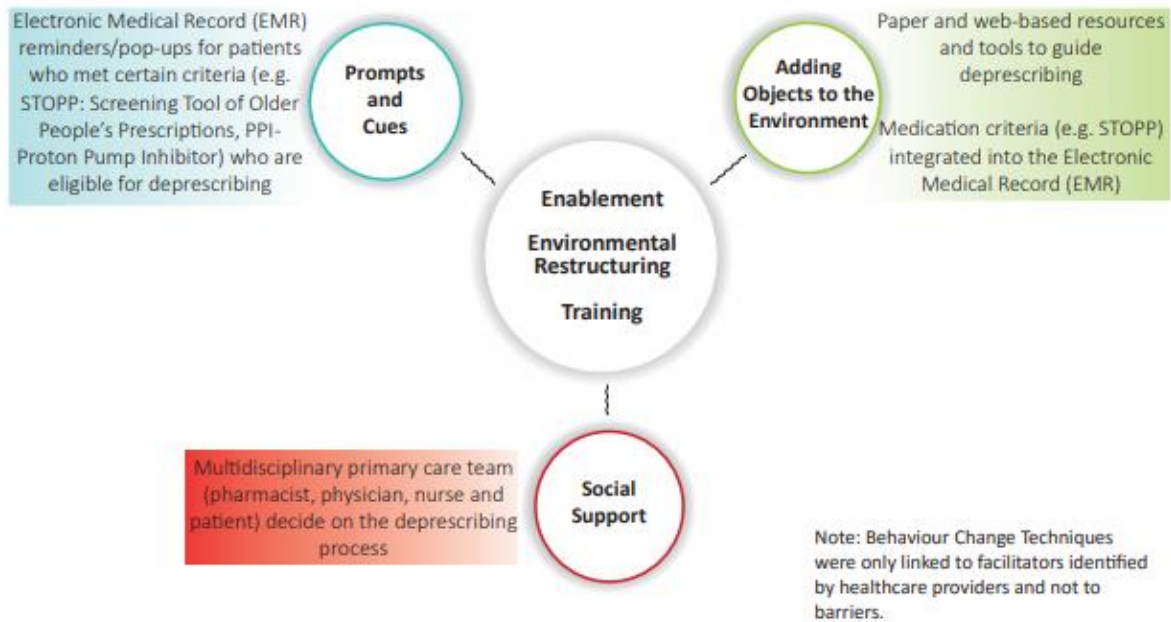 Electronic Medical Record (EMR)
reminders/pop-ups for patients
who met certain criteria (e.g.
STOPP: Screening Tool of Older
People's Prescriptions, PPI-
Proton Pump Inhibitor) who are
eligible for deprescribing
Prompts
and
Cues
Adding
Objects to the
Environment
Paper and web-based resources
and tools to guide
deprescribing
Medication criteria (e.g. STOPP)
integrated into the Electronic
Medical Record (EMR)
Enablement
Environmental
Restructuring
Training
Multidisciplinary primary care team
(pharmacist, physician, nurse and
patient) decide on the deprescribing
process
Social
Support
Note: Behaviour Change Techniques
were only linked to facilitators identified
by healthcare providers and not to
barriers.